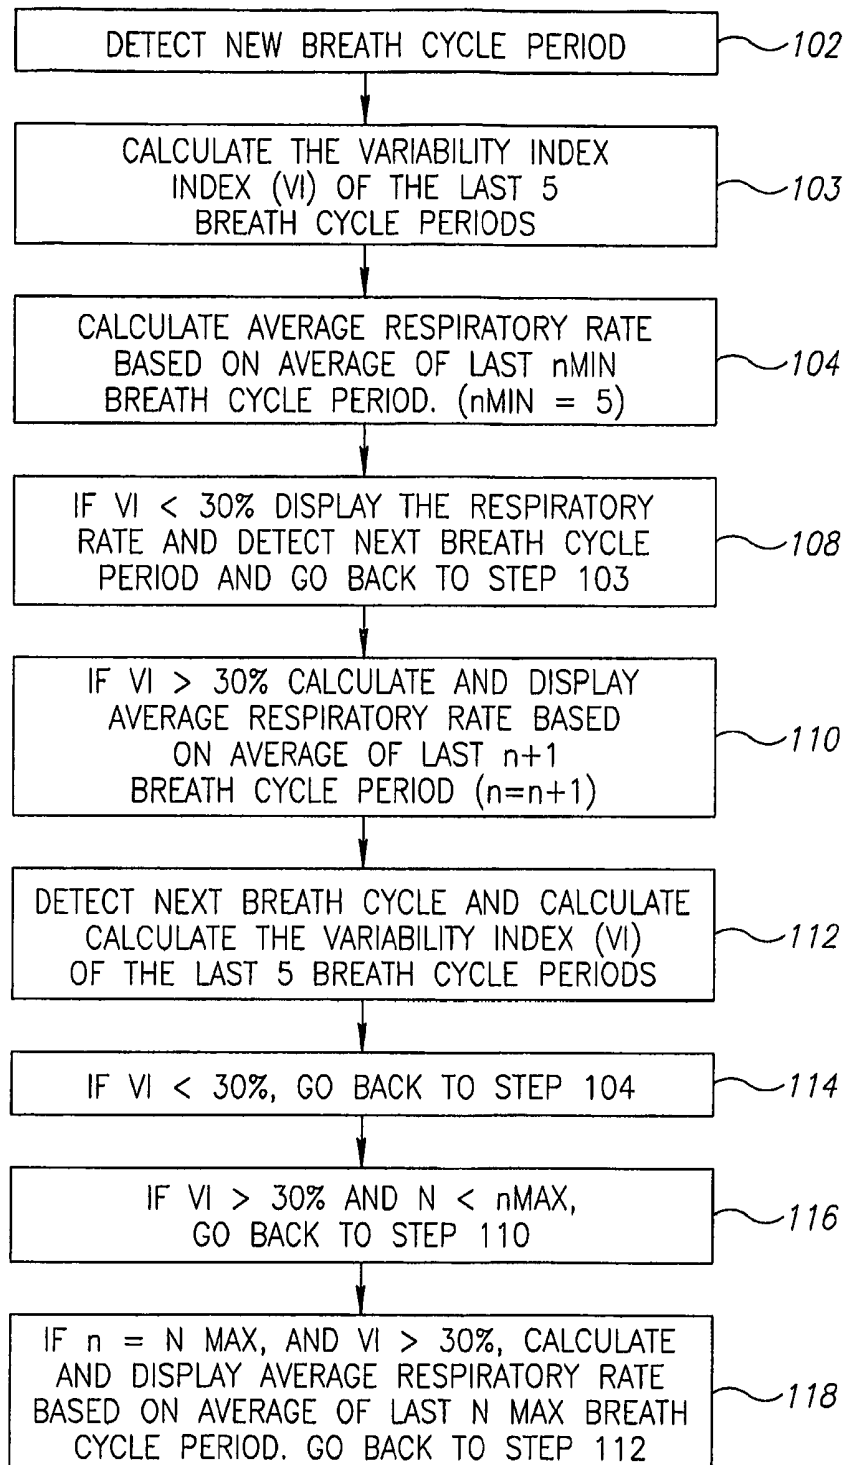 DETECT NEW BREATH CYCLE PERIOD
102
CALCULATE THE VARIABILITY INDEX
INDEX (VI) OF THE LAST 5
BREATH CYCLE PERIODS
103
CALCULATE AVERAGE RESPIRATORY RATE
BASED ON AVERAGE OF LAST nMIN
BREATH CYCLE PERIOD. (nMIN = 5)
104
IF VI < 30% DISPLAY THE RESPIRATORY
RATE AND DETECT NEXT BREATH CYCLE
PERIOD AND GO BACK TO STEP 103
108
IF VI > 30% CALCULATE AND DISPLAY
AVERAGE RESPIRATORY RATE BASED
ON AVERAGE OF LAST n+1
BREATH CYCLE PERIOD (n=n+1)
110
DETECT NEXT BREATH CYCLE AND CALCULATE
CALCULATE THE VARIABILITY INDEX (VI)
OF THE LAST 5 BREATH CYCLE PERIODS
112
IF VI < 30%, GO BACK TO STEP 104
114
IF VI > 30% AND N < nMAX,
GO BACK TO STEP 110
116
IF n = N MAX, AND VI > 30%, CALCULATE
AND DISPLAY AVERAGE RESPIRATORY RATE
BASED ON AVERAGE OF LAST N MAX BREATH
CYCLE PERIOD. GO BACK TO STEP 112
118